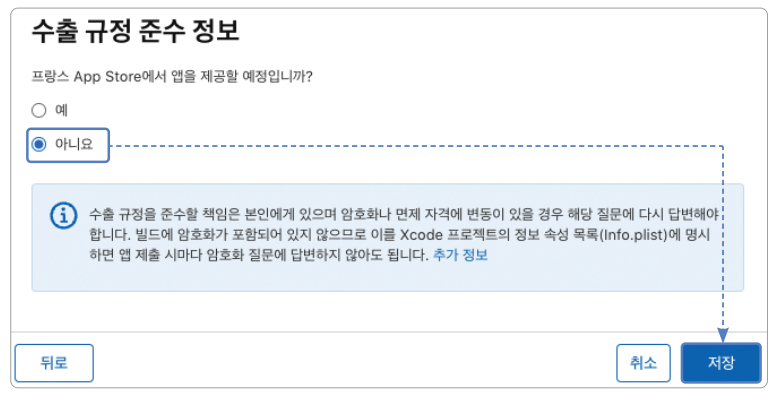 수출 규정 준수 정보
프랑스 App Store에서 앱을 제공할 예정입니까?
예
아니요
수출 규정을 준수할 책임은 본인에게 있으며 암호화나 면제 자격에 변동이 있을 경우 해당 질문에 다시 답변해야
합니다. 빌드에 암호화가 포함되어 있지 않으므로 이를 Xcode 프로젝트의 정보 속성 목록(Info.plist)에 명시
하면 앱 제출 시마다 암호화 질문에 답변하지 않아도 됩니다. 추가 정보
뒤로
취소
저장